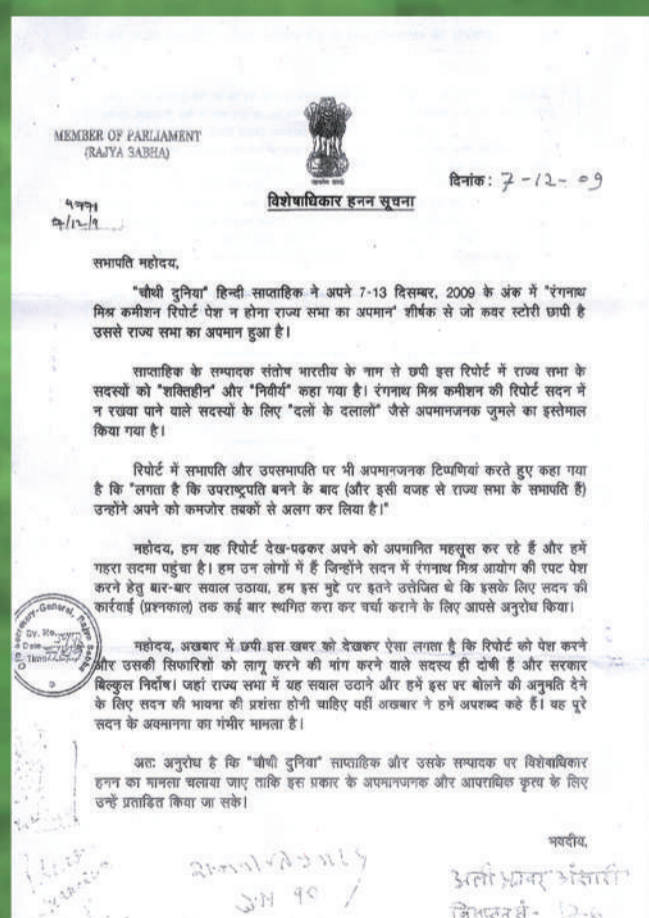 MEMBER OF PARLIAMENT
(RAJYA SABHA)
दिनांक: 7-12-09
विशेषाधिकार हनन सूचना
सभापति महोदय,
"चौथी दुनिया" हिन्दी साप्ताहिक ने अपने 7-13 दिसम्बर, 2009 के अंक में "रंगनाथ
मिश्र कमीशन रिपोर्ट पेश न होना राज्य सभा का अपमान" शीर्षक से जो कवर स्टोरी छापी है
उससे राज्य सभा का अपमान हुआ है।
साप्ताहिक के सम्पादक संतोष भारतीय के नाम से छपी इस रिपोर्ट में राज्य सभा के
सदस्यों को "शक्तिहीन" और "निवीर्य" कहा गया है। रंगनाथ मिश्र कमीशन की रिपोर्ट सदन में
न रखवा पाने वाले सदस्यों के लिए "दलों के दलालों" जैसे अपमानजनक जुमले का इस्तेमाल
किया गया है।
रिपोर्ट में सभापति और उपसभापति पर भी अपमानजनक टिप्पणियां करते हुए कहा गया
है कि "लगता है कि उपराष्ट्रपति बनने के बाद (और इसी वजह से राज्य सभा के सभापति हैं)
उन्होंने अपने को कमजोर तबकों से अलग कर लिया है।"
महोदय, हम यह रिपोर्ट देख-पढकर अपने को अपमानित महसूस कर रहे हैं और हमें
गहरा सदमा पहुंचा है। हम उन लोगों में हैं जिन्होंने सदन में रंगनाथ मिश्र आयोग की रपट पेश
करने हेतु बार-बार सवाल उठाया, हम इस मुद्दे पर इतने उत्तेजित थे कि इसके लिए सदन की
कार्रवाई (प्रश्नकाल) तक कई बार स्थगित करा कर चर्चा कराने के लिए आपसे अनुरोध किया।
महोदय, अखबार में छपी इस खबर को देखकर ऐसा लगता है कि रिपोर्ट को पेश करने
और उसकी सिफारिशों को लागू करने की मांग करने वाले सदस्य ही दोषी हैं और सरकार
बिल्कुल निर्दोष। जहां राज्य सभा में यह सवाल उठाने और हमें इस पर बोलने की अनुमति देने
के लिए सदन की भावना की प्रशंसा होनी चाहिए वहीं अखबार ने हमें अपशब्द कहे हैं। यह पूरे
सदन के अवमानना का गंभीर मामला है।
अतः अनुरोध है कि "चौथी दुनिया" साप्ताहिक और उसके सम्पादक पर विशेषाधिकार
हनन का मामला चलाया जाए ताकि इस प्रकार के अपमानजनक और आपराधिक कृत्य के लिए
उन्हें प्रताडित किया जा सके।
भवदीय,
अली अनवर अंसारी